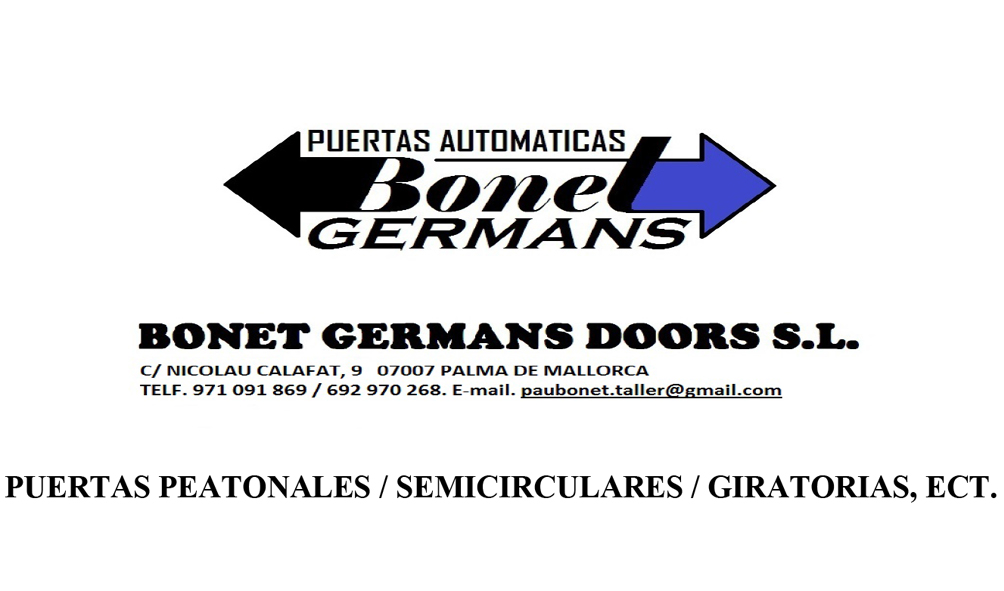 PUERTAS AUTOMATICAS
Bonet
GERMANS
BONET GERMANS DOORS S.L.
C/ NICOLAU CALAFAT, 9 07007 PALMA DE MALLORCA
TELF. 971 091 869 / 692 970 268. E-mail. paubonet.taller@gmail.com
PUERTAS PEATONALES / SEMICIRCULARES / GIRATORIAS, ECT.